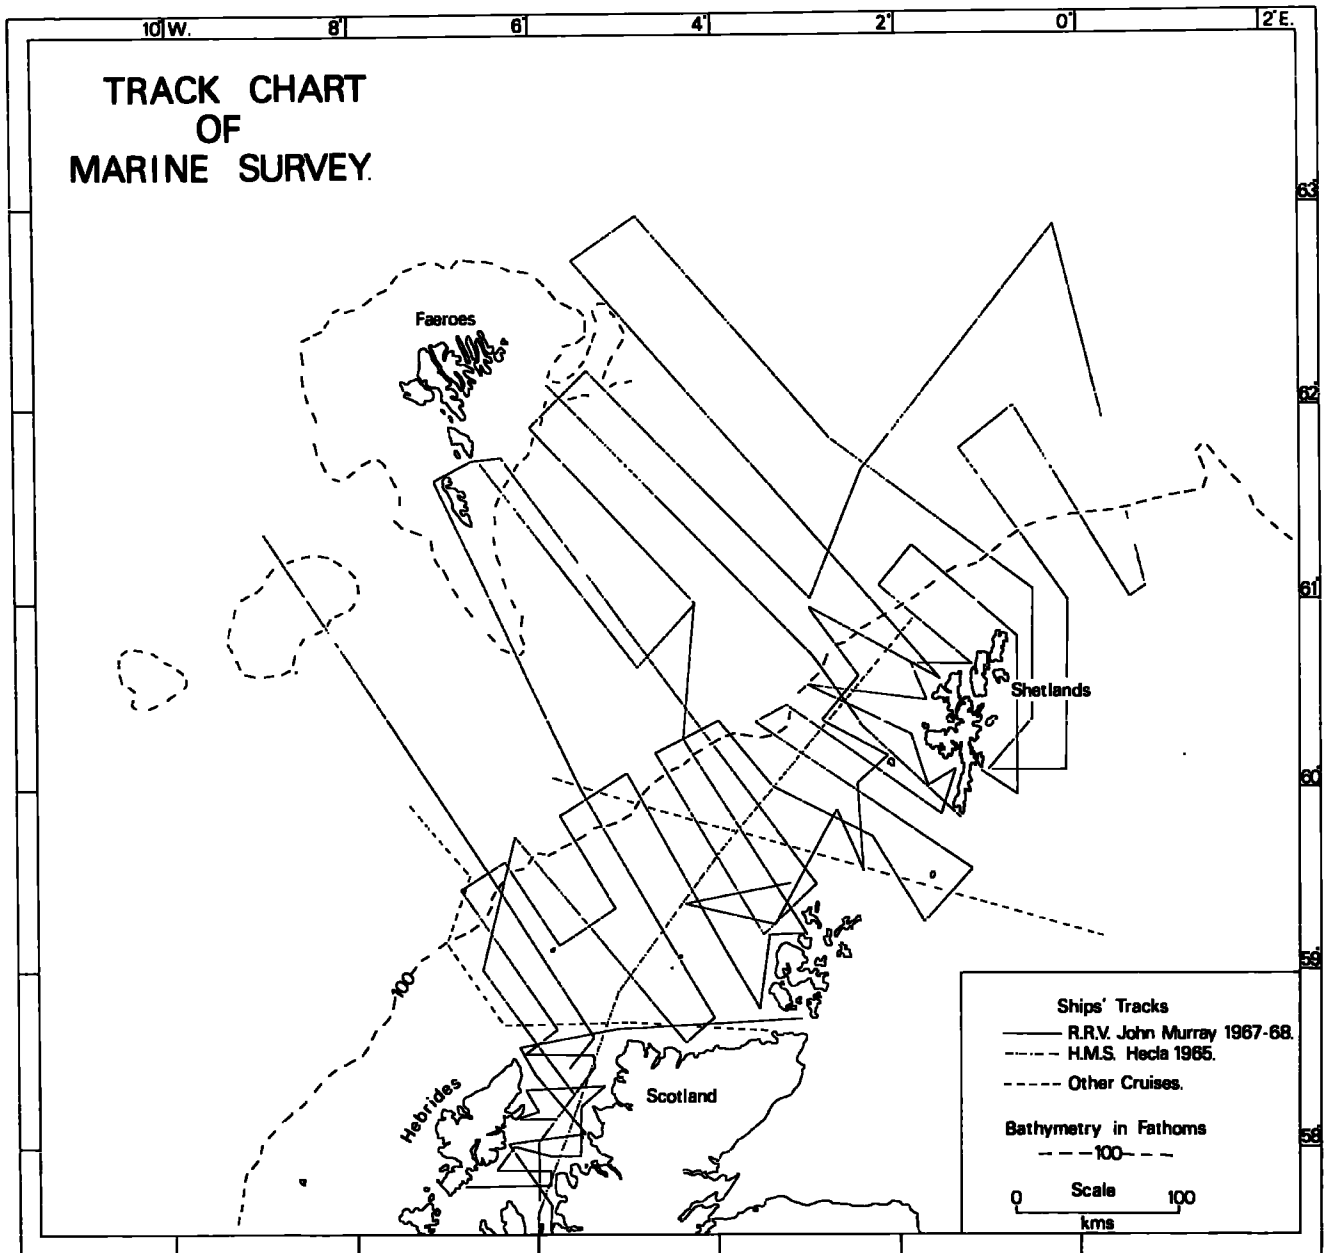 10°W.
8°
6°
4°
2°
0°
2°E.
TRACK CHART
OF
MARINE SURVEY.
63°
Faeroes
62°
61°
Shetlands
60°
59°
-100-
Ships' Tracks
R.R.V. John Murray 1967-68.
H.M.S. Hecla 1965.
Other Cruises.
Hebrides
Scotland
Bathymetry in Fathoms
100
58°
Scale
0 100
kms